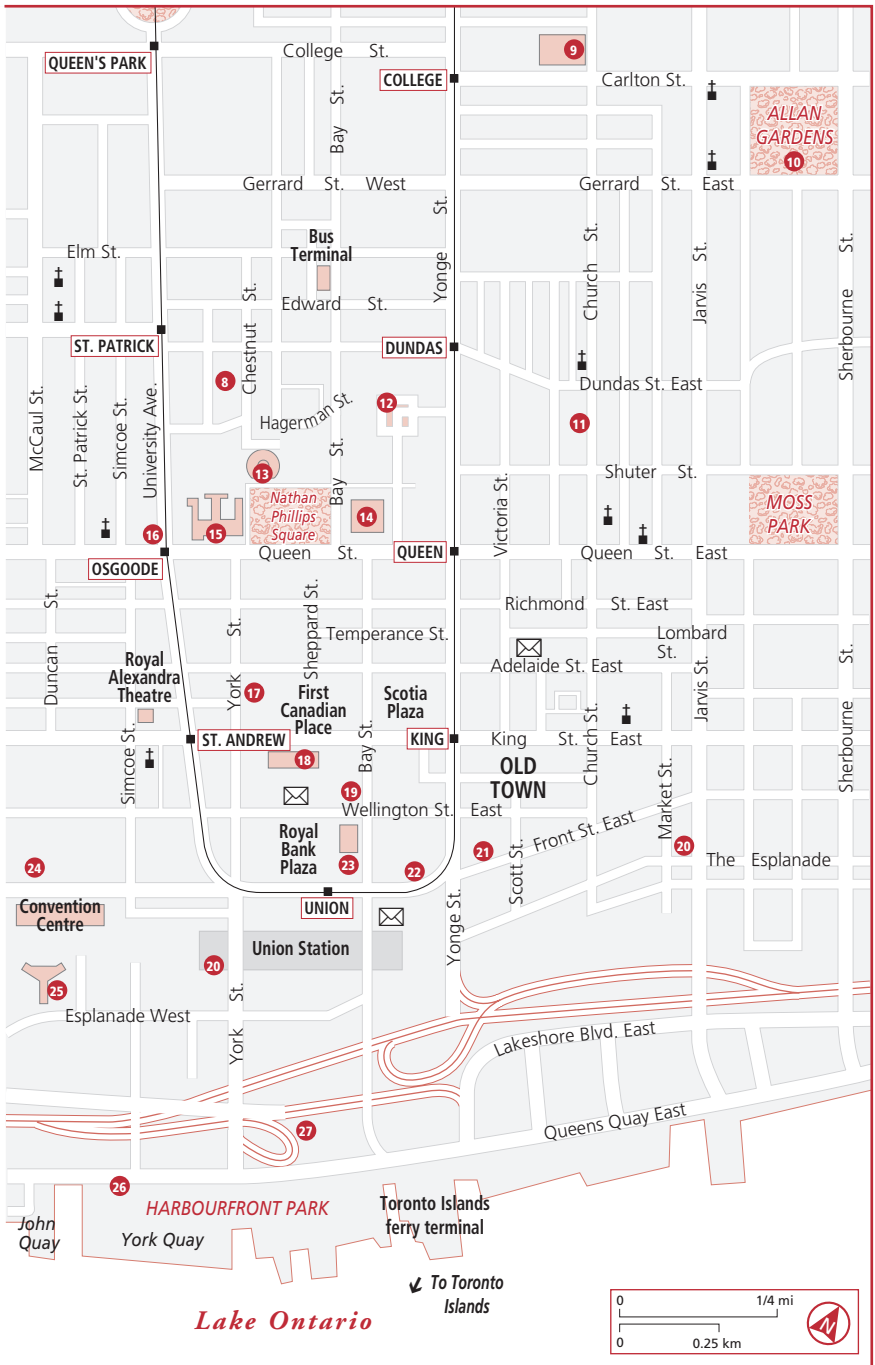 College St.
QUEEN'S PARK
COLLEGE
9
Carlton St.
Bay St.
ALLAN
GARDENS
10
Gerrard St. West
Gerrard St. East
Yonge St.
Church St.
Jarvis St.
Sherbourne St.
Elm St.
Bus
Terminal
Edward St.
Chestnut St.
ST. PATRICK
DUNDAS
8
Dundas St. East
McCaul St.
St. Patrick St.
Simcoe St.
University Ave.
Hagerman St.
12
11
Bay St.
13
Shuter St.
Victoria St.
Nathan
Phillips
Square
14
MOSS
PARK
15
16
Queen St.
QUEEN
Queen St. East
OSGOODE
Duncan St.
York St.
Sheppard St.
Richmond St. East
Temperance St.
Lombard
St.
Adelaide St. East
Jarvis St.
Sherbourne St.
Royal
Alexandra
Theatre
17
First
Canadian
Place
Scotia
Plaza
Simcoe St.
ST. ANDREW
Bay St.
KING
King St. East
Church St.
18
OLD
TOWN
19
Market St.
Wellington St. East
Royal
Bank
Plaza
23
22
21
Scott St.
Front St. East
20
The Esplanade
24
Convention
Centre
UNION
Yonge St.
Union Station
20
25
York St.
Esplanade West
Lakeshore Blvd. East
Queens Quay East
27
26
HARBOURFRONT PARK
Toronto Islands
ferry terminal
John
Quay
York Quay
To Toronto
Islands
Lake Ontario
0 1/4 mi
0 0.25 km
N